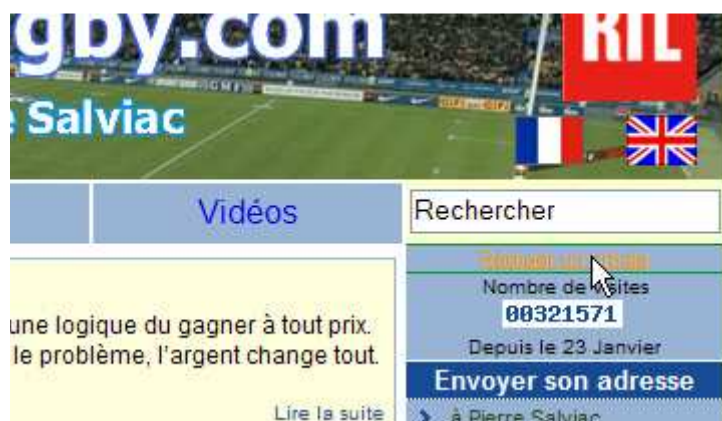 gby.com
RTL
Salviac
Vidéos
Rechercher
Nombre de visites
00321571
Depuis le 23 Janvier
une logique du gagner à tout prix.
le problème, l'argent change tout.
Lire la suite
Envoyer son adresse
à Pierre Salviac